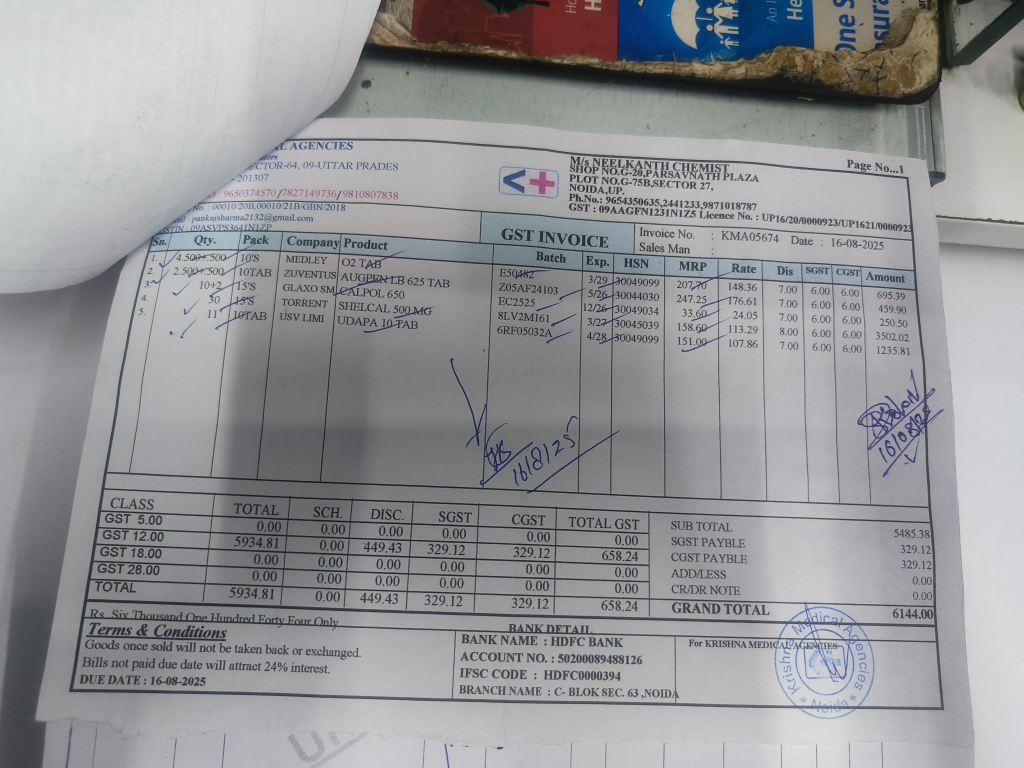 One S
nsura
An I
He
Ho
H
AL AGENCIES
SECTOR-64, 09-UTTAR PRADES
201307
9650374570/7827149736/9810807838
No. : 00010/20B,00010/21B/GBN/2018
: pankajsharma2132@gmail.com
: 09ASVPS3641N1ZP
M/s NEELKANTH CHEMIST
SHOP NO.G-20,PARSAVNATH PLAZA
PLOT NO.G-75B,SECTOR 27,
NOIDA,UP.
Ph.No.: 9654350635,2441233,9871018787
GST : 09AAGFN1231N1Z5 Licence No. : UP16/20/0000923/UP1621/0000923
Page No...1
GST INVOICE
Invoice No. : KMA05674 Date : 16-08-2025
Sales Man :
Sn. Qty. Pack Company Product Batch Exp. HSN MRP Rate Dis SGST CGST Amount
1. 4.500+.500 10'S MEDLEY O2 TAB E50482 3/29 30049099 207.70 148.36 7.00 6.00 6.00 695.39
2. 2.500+.500 10TAB ZUVENTUS AUGPEN LB 625 TAB Z05AF24103 5/26 30044030 247.25 176.61 7.00 6.00 6.00 459.90
3. 10+2 15'S GLAXO SM CALPOL 650 EC2525 12/26 30049034 33.60 24.05 7.00 6.00 6.00 250.50
4. 30 15'S TORRENT SHELCAL 500 MG 8LV2M161 3/27 30045039 158.60 113.29 8.00 6.00 6.00 3502.02
5. 11 10TAB USV LIMI UDAPA 10 TAB 6RF05032A 4/28 30049099 151.00 107.86 7.00 6.00 6.00 1235.81
16/8/25
16/08/25
CLASS TOTAL SCH. DISC. SGST CGST TOTAL GST
GST 5.00 0.00 0.00 0.00 0.00 0.00 0.00
GST 12.00 5934.81 0.00 449.43 329.12 329.12 658.24
GST 18.00 0.00 0.00 0.00 0.00 0.00 0.00
GST 28.00 0.00 0.00 0.00 0.00 0.00 0.00
TOTAL 5934.81 0.00 449.43 329.12 329.12 658.24
SUB TOTAL 5485.38
SGST PAYBLE 329.12
CGST PAYBLE 329.12
ADD/LESS 0.00
CR/DR NOTE 0.00
GRAND TOTAL 6144.00
Rs. Six Thousand One Hundred Forty Four Only
Terms & Conditions
Goods once sold will not be taken back or exchanged.
Bills not paid due date will attract 24% interest.
DUE DATE : 16-08-2025
BANK DETAIL
BANK NAME : HDFC BANK
ACCOUNT NO. : 50200089488126
IFSC CODE : HDFC0000394
BRANCH NAME : C- BLOK SEC. 63 ,NOIDA
For KRISHNA MEDICAL AGENCIES
Krishna Medical Agencies
Noida